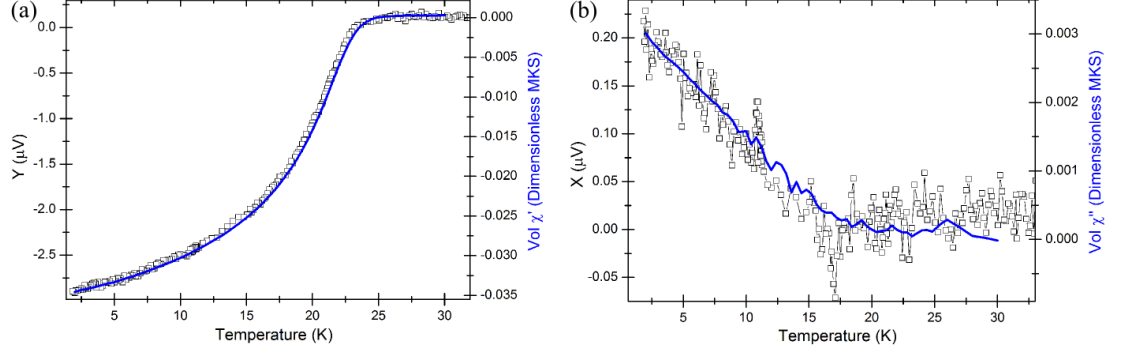 (a)
0.0
-0.5
-1.0
-1.5
-2.0
-2.5
Y (μV)
5 10 15 20 25 30
Temperature (K)
0.000
-0.005
-0.010
-0.015
-0.020
-0.025
-0.030
-0.035
Vol χ' (Dimensionless MKS)
(b)
0.20
0.15
0.10
0.05
0.00
-0.05
X (μV)
5 10 15 20 25 30
Temperature (K)
0.003
0.002
0.001
0.000
Vol χ'' (Dimensionless MKS)